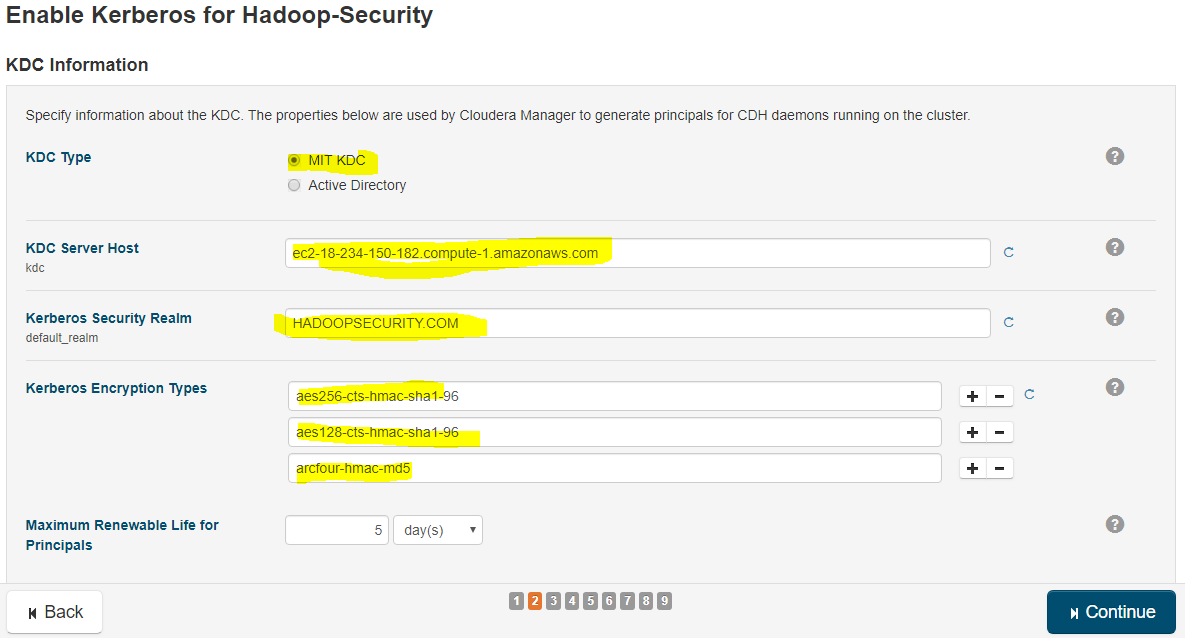 Enable Kerberos for Hadoop-Security
KDC Information
Specify information about the KDC. The properties below are used by Cloudera Manager to generate principals for CDH daemons running on the cluster.
KDC Type
MIT KDC
?
Active Directory
KDC Server Host
kdc
ec2-18-234-150-182.compute-1.amazonaws.com
?
Kerberos Security Realm
default_realm
HADOOPSECURITY.COM
?
Kerberos Encryption Types
aes256-cts-hmac-sha1-96
?
aes128-cts-hmac-sha1-96
arcfour-hmac-md5
Maximum Renewable Life for
Principals
5 day(s)
?
Back
1 2 3 4 5 6 7 8 9
Continue